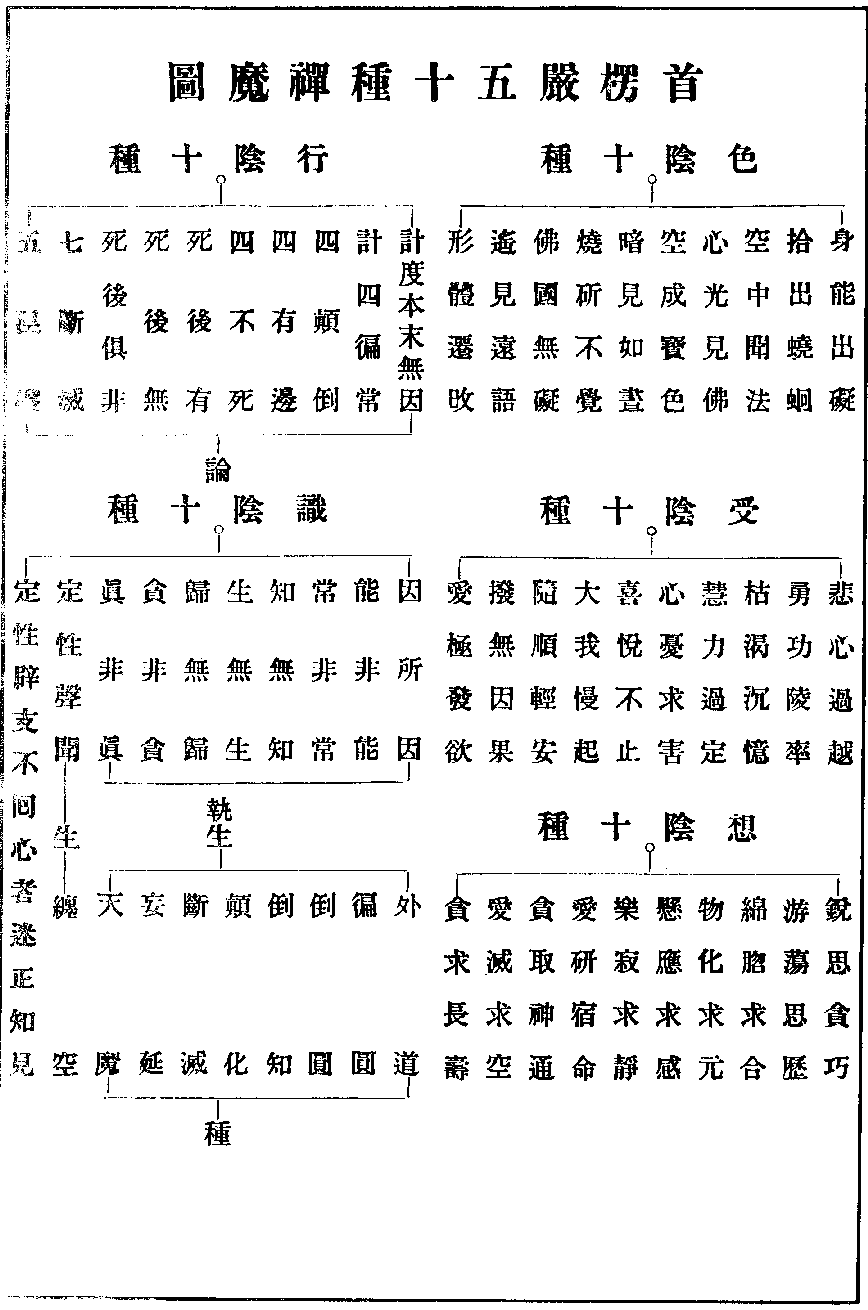 首楞嚴五十種禪魔圖
色陰十種
身能出礙
拾出蟯蛔
空中聞法
心光見佛
空成寶色
暗見如晝
燒斫不覺
佛國無礙
遙見遠語
形體遷改
受陰十種
悲心過越
勇功陵率
枯渴沉憶
慧力過定
心憂求害
喜悅不止
大我慢起
隨順輕安
撥無因果
愛極發欲
想陰十種
銳思貪巧
游蕩思歷
綿䏶求合
物化求元
懸應求感
樂寂求靜
愛研宿命
貪取神通
愛滅求空
貪求長壽
行陰十種
計度本末無因
計四徧常
四顛倒
四有邊
四不死
死後有
死後無
死後俱非
七斷滅
五
論
識陰十種
因所因
能非能
常非常
知無知
生無生
歸無歸
貪非貪
眞非眞
定性聲聞
定性辟支不回心者迷正知見
執生
外道
徧圓
倒圓
倒知
顛化
斷滅
妄延
天魔
生
纏空
種